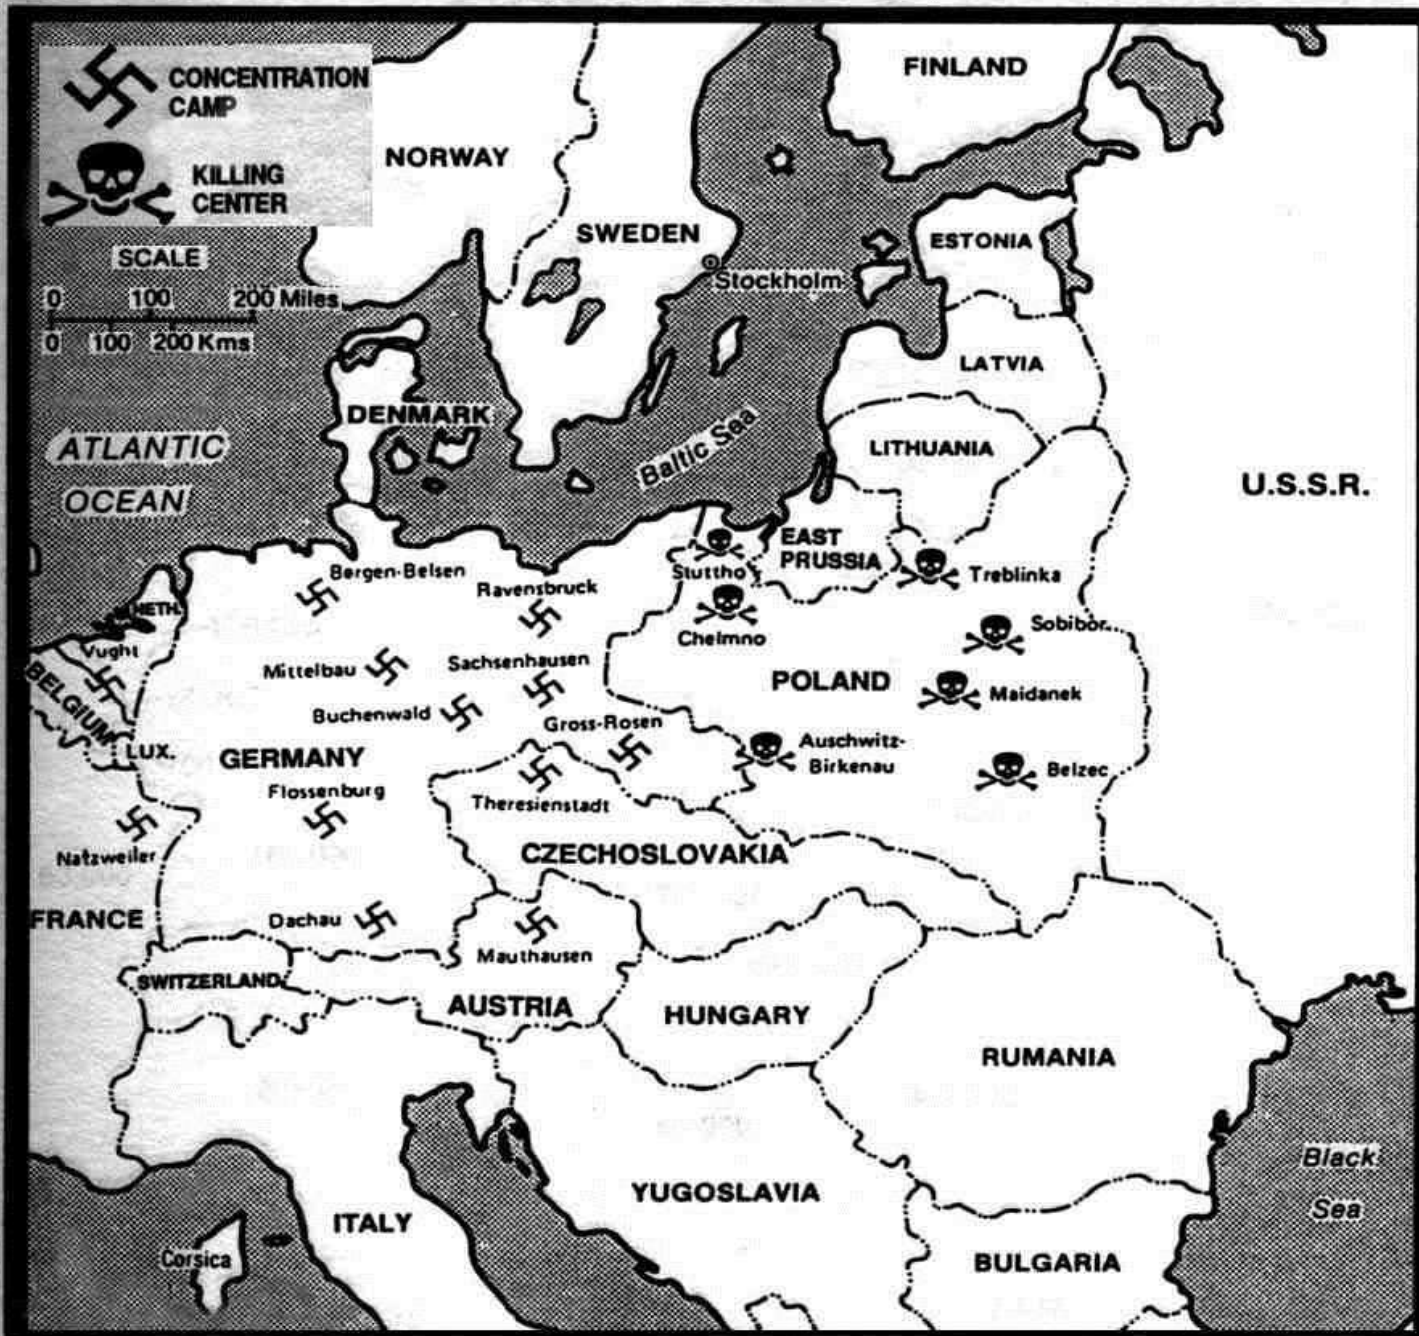 CONCENTRATION
CAMP
KILLING
CENTER
SCALE
0 100 200 Miles
0 100 200 Kms
FINLAND
NORWAY
SWEDEN
ESTONIA
Stockholm
LATVIA
DENMARK
ATLANTIC
OCEAN
Baltic Sea
LITHUANIA
U.S.S.R.
EAST
PRUSSIA
Bergen-Belsen
Ravensbruck
Stuttho
Treblinka
NETH.
Chelmno
Sobibor
Vught
Mittelbau
Sachsenhausen
BELGIUM
POLAND
Maidanek
Buchenwald
Gross-Rosen
LUX.
GERMANY
Auschwitz-
Birkenau
Belzec
Flossenburg
Theresienstadt
Natzweiler
CZECHOSLOVAKIA
FRANCE
Dachau
Mauthausen
SWITZERLAND
AUSTRIA
HUNGARY
RUMANIA
Black
Sea
YUGOSLAVIA
ITALY
Corsica
BULGARIA